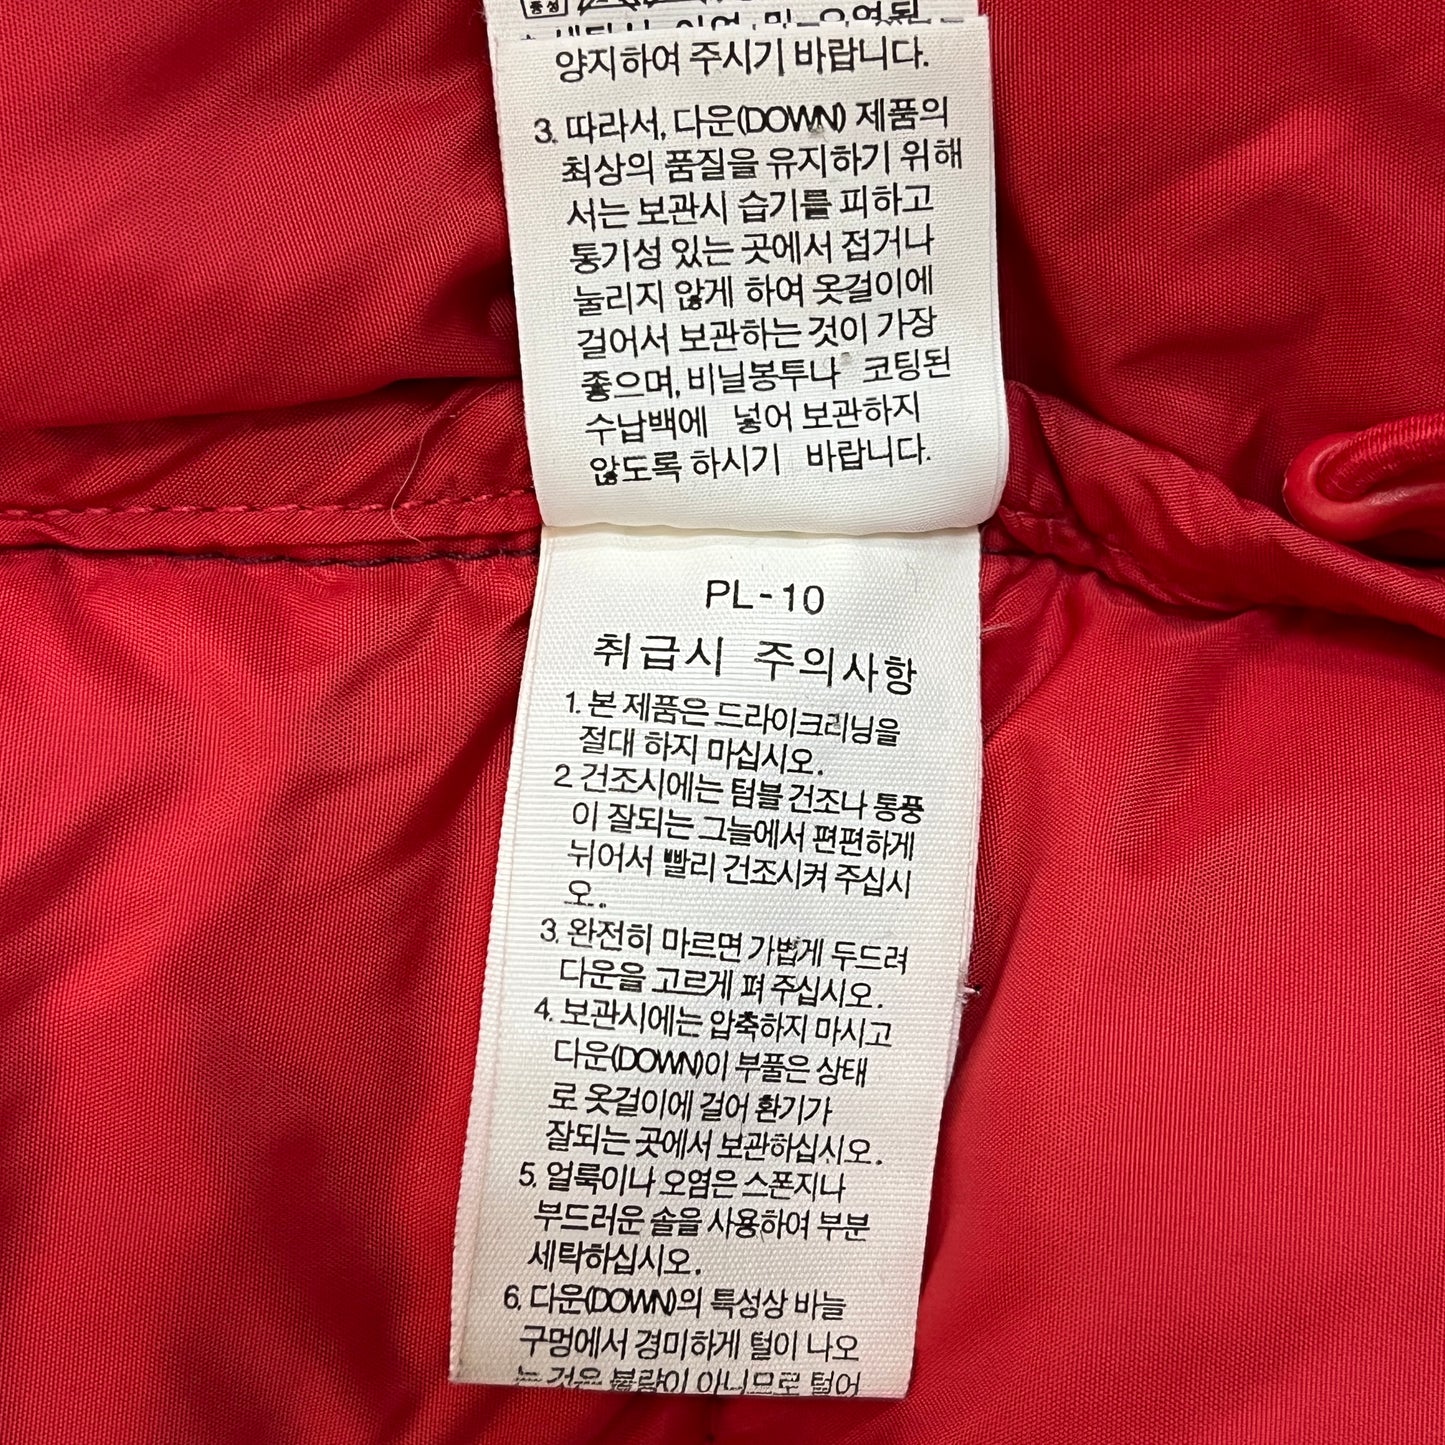 중성
양지하여 주시기 바랍니다.
3. 따라서, 다운(DOWN) 제품의
최상의 품질을 유지하기 위해
서는 보관시 습기를 피하고
통기성 있는 곳에서 접거나
눌리지 않게 하여 옷걸이에
걸어서 보관하는 것이 가장
좋으며, 비닐봉투나 코팅된
수납백에 넣어 보관하지
않도록 하시기 바랍니다.
PL-10
취급시 주의사항
1. 본 제품은 드라이크리닝을
절대 하지 마십시오.
2 건조시에는 텀블 건조나 통풍
이 잘되는 그늘에서 편편하게
뉘어서 빨리 건조시켜 주십시
오..
3. 완전히 마르면 가볍게 두드려
다운을 고르게 펴 주십시오.
4. 보관시에는 압축하지 마시고
다운(DOWN)이 부풀은 상태
로 옷걸이에 걸어 환기가
잘되는 곳에서 보관하십시오.
5. 얼룩이나 오염은 스폰지나
부드러운 솔을 사용하여 부분
세탁하십시오.
6. 다운(DOWN)의 특성상 바늘
구멍에서 경미하게 털이 나오
는 것은 불량이 아니므로 털어